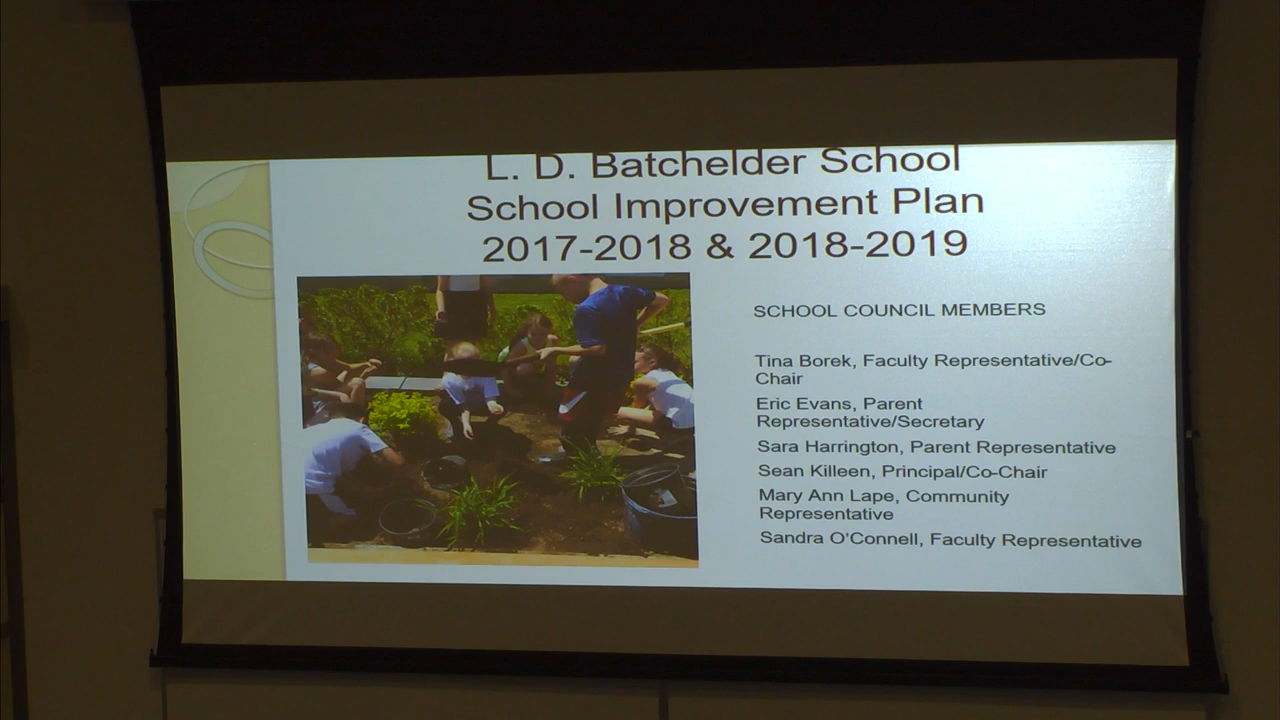 L. D. Batchelder School
School Improvement Plan
2017-2018 & 2018-2019
SCHOOL COUNCIL MEMBERS
Tina Borek, Faculty Representative/Co-
Chair
Eric Evans, Parent
Representative/Secretary
Sara Harrington, Parent Representative
Sean Killeen, Principal/Co-Chair
Mary Ann Lape, Community
Representative
Sandra O'Connell, Faculty Representative